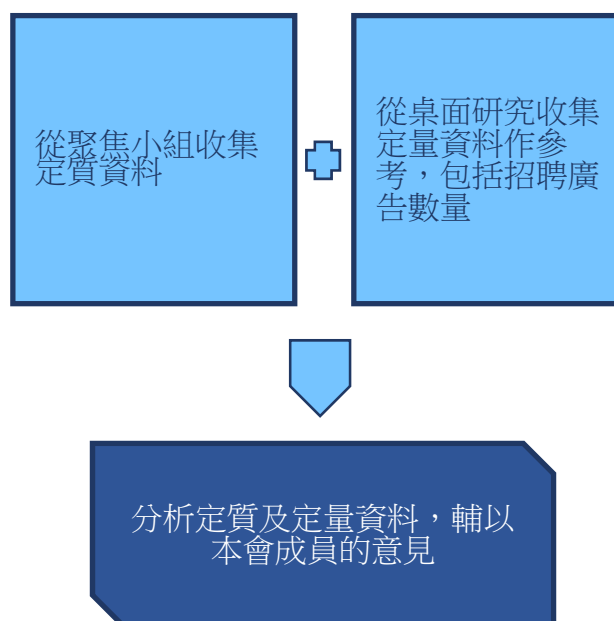 從聚焦小組收集
定質資料
從桌面研究收集
定量資料作參
考，包括招聘廣
告數量
分析定質及定量資料，輔以
本會成員的意見